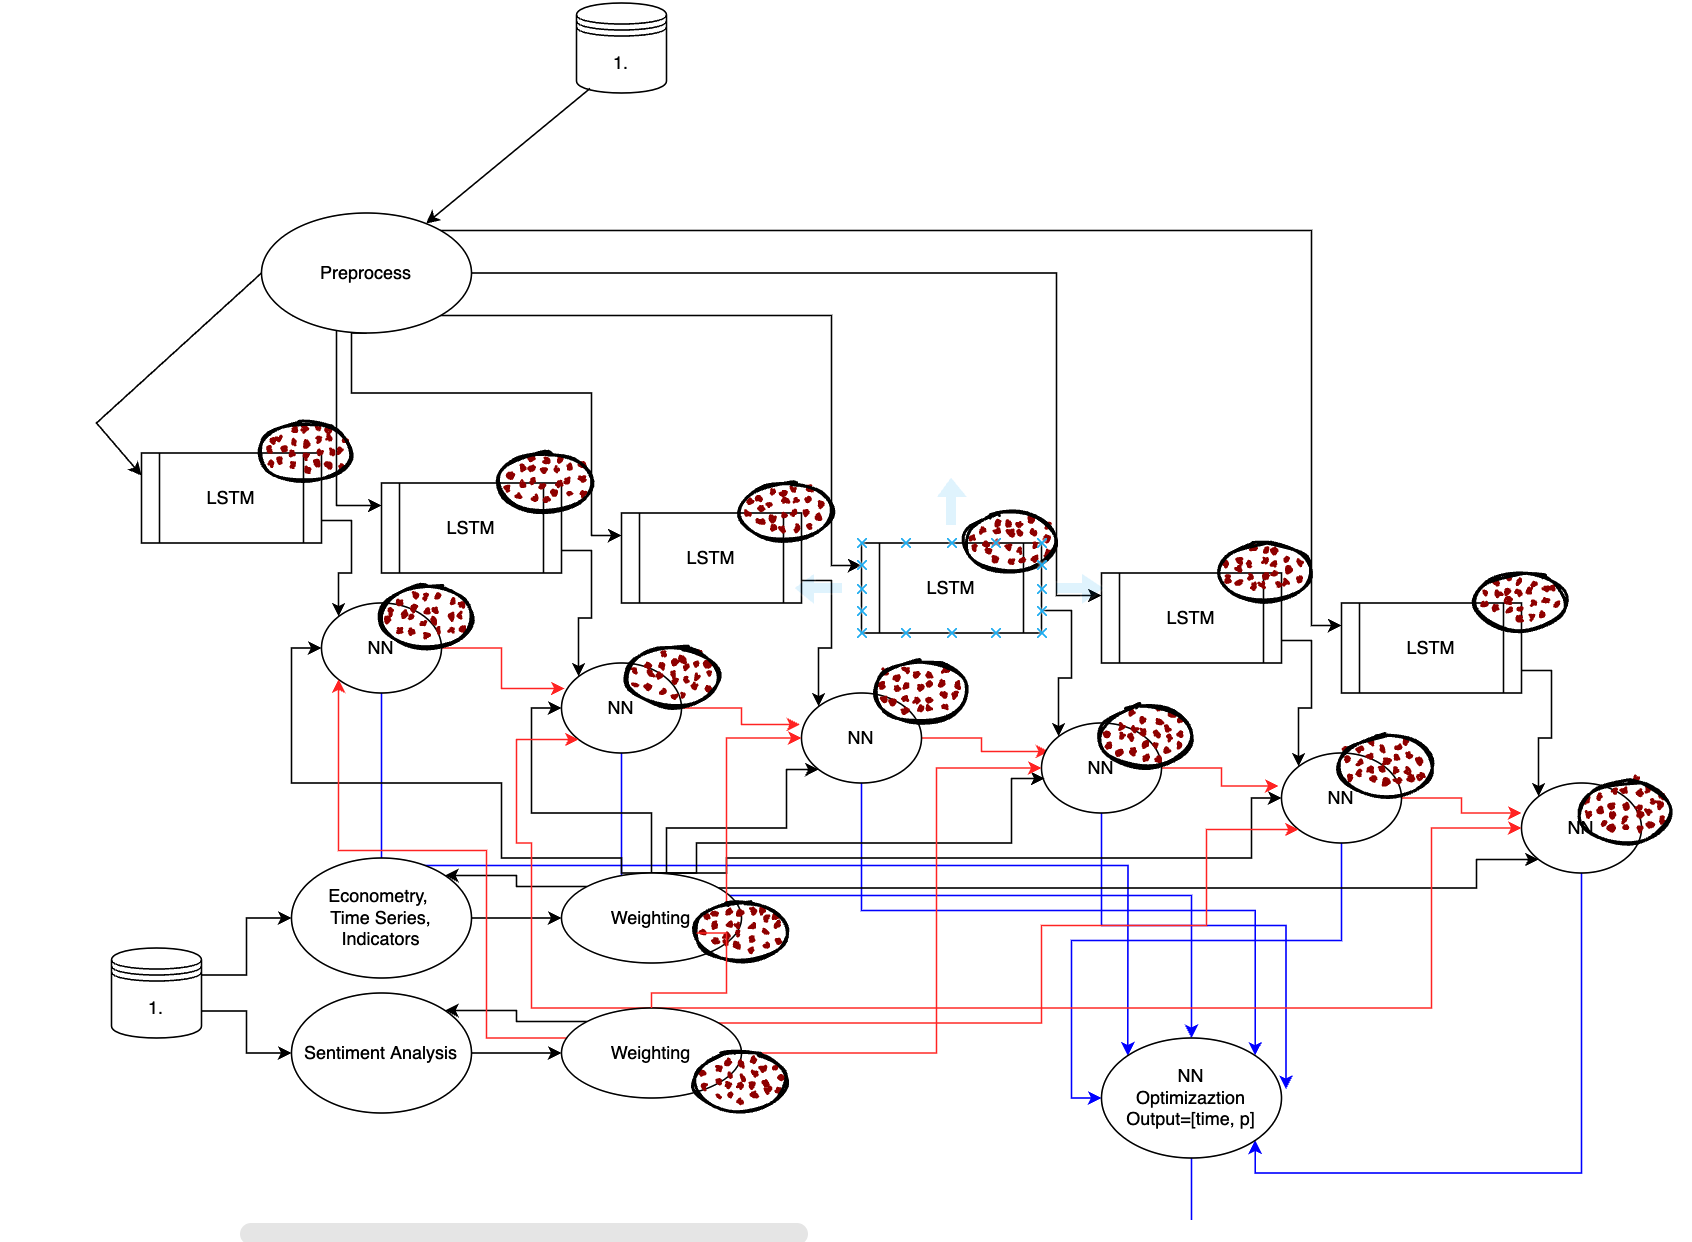 1.
Preprocess
LSTM
LSTM
LSTM
LSTM
LSTM
LSTM
NN
NN
NN
NN
NN
NN
Econometry,
Time Series,
Indicators
Weighting
1.
Sentiment Analysis
Weighting
NN
Optimizaztion
Output=[time, p]